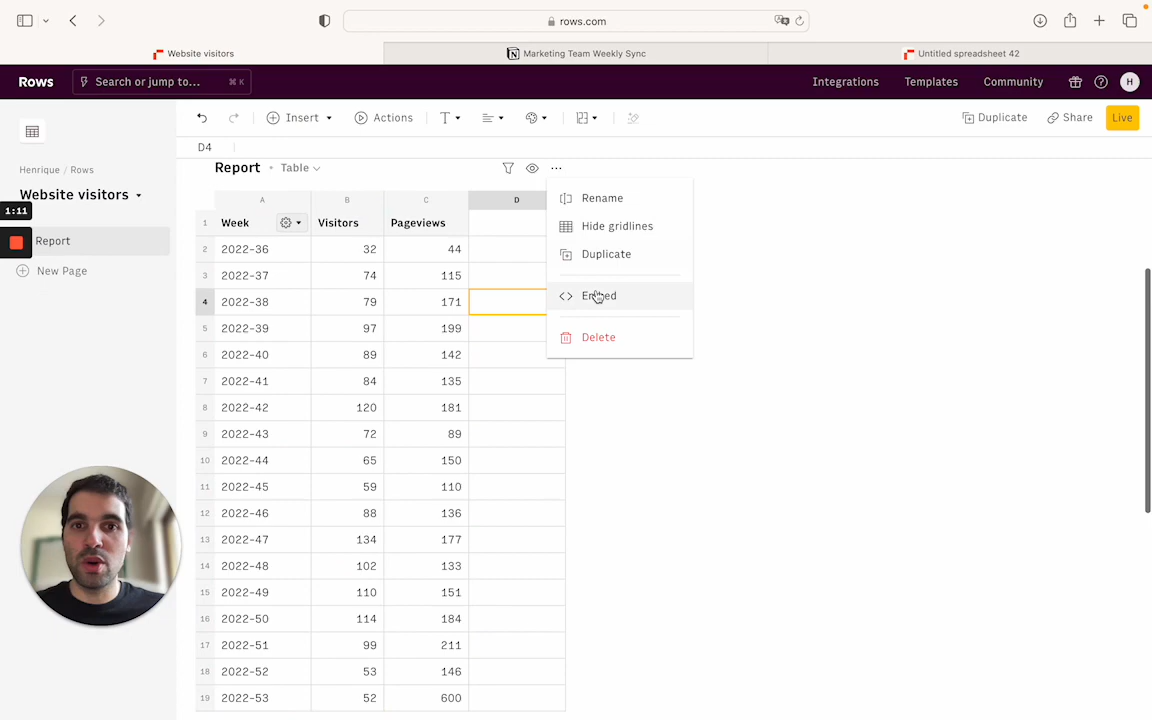 rows.com
Website visitors
Marketing Team Weekly Sync
Untitled spreadsheet 42
Rows
Search or jump to... ⌘ K
Integrations
Templates
Community
H
Insert
Actions
T
Duplicate
Share
Live
D4
Henrique / Rows
Website visitors
1:11
Report
New Page
Report • Table
A B C D
1 Week Visitors Pageviews
2 2022-36 32 44
3 2022-37 74 115
4 2022-38 79 171
5 2022-39 97 199
6 2022-40 89 142
7 2022-41 84 135
8 2022-42 120 181
9 2022-43 72 89
10 2022-44 65 150
11 2022-45 59 110
12 2022-46 88 136
13 2022-47 134 177
14 2022-48 102 133
15 2022-49 110 151
16 2022-50 114 184
17 2022-51 99 211
18 2022-52 53 146
19 2022-53 52 600
Rename
Hide gridlines
Duplicate
Embed
Delete